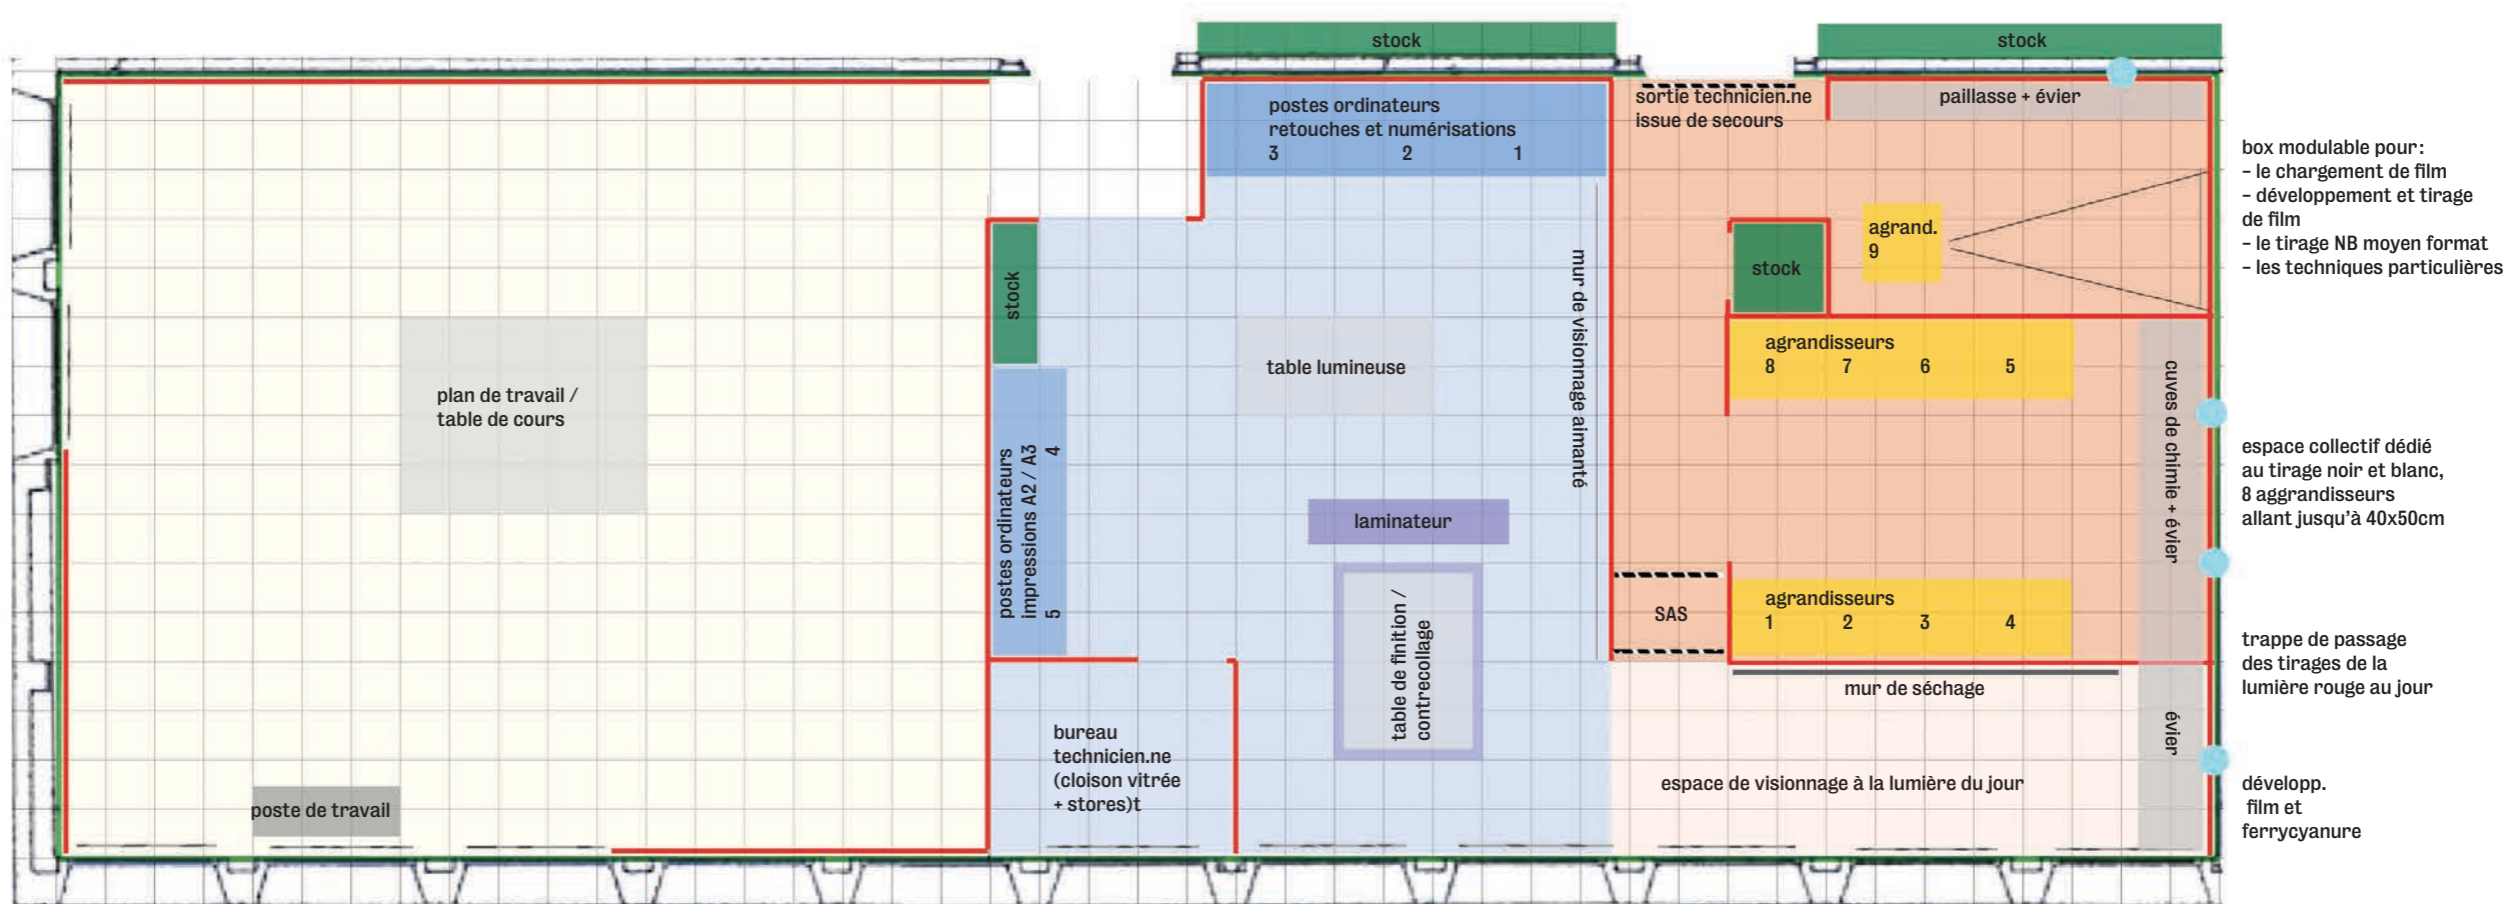 stock
stock
postes ordinateurs
retouches et numérisations
3 2 1
sortie technicien.ne
issue de secours
paillasse + évier
box modulable pour :
- le chargement de film
- développement et tirage
de film
- le tirage NB moyen format
- les techniques particulières
stock
mur de visionnage aimanté
stock
agrand.
9
plan de travail /
table de cours
table lumineuse
agrandisseurs
8 7 6 5
cuves de chimie + évier
postes ordinateurs
impressions A2 / A3
5 4
laminateur
espace collectif dédié
au tirage noir et blanc,
8 aggrandisseurs
allant jusqu'à 40x50cm
table de finition /
contrecollage
SAS
agrandisseurs
1 2 3 4
trappe de passage
des tirages de la
lumière rouge au jour
mur de séchage
évier
bureau
technicien.ne
(cloison vitrée
+ stores)t
espace de visionnage à la lumière du jour
poste de travail
développ.
film et
ferrycyanure